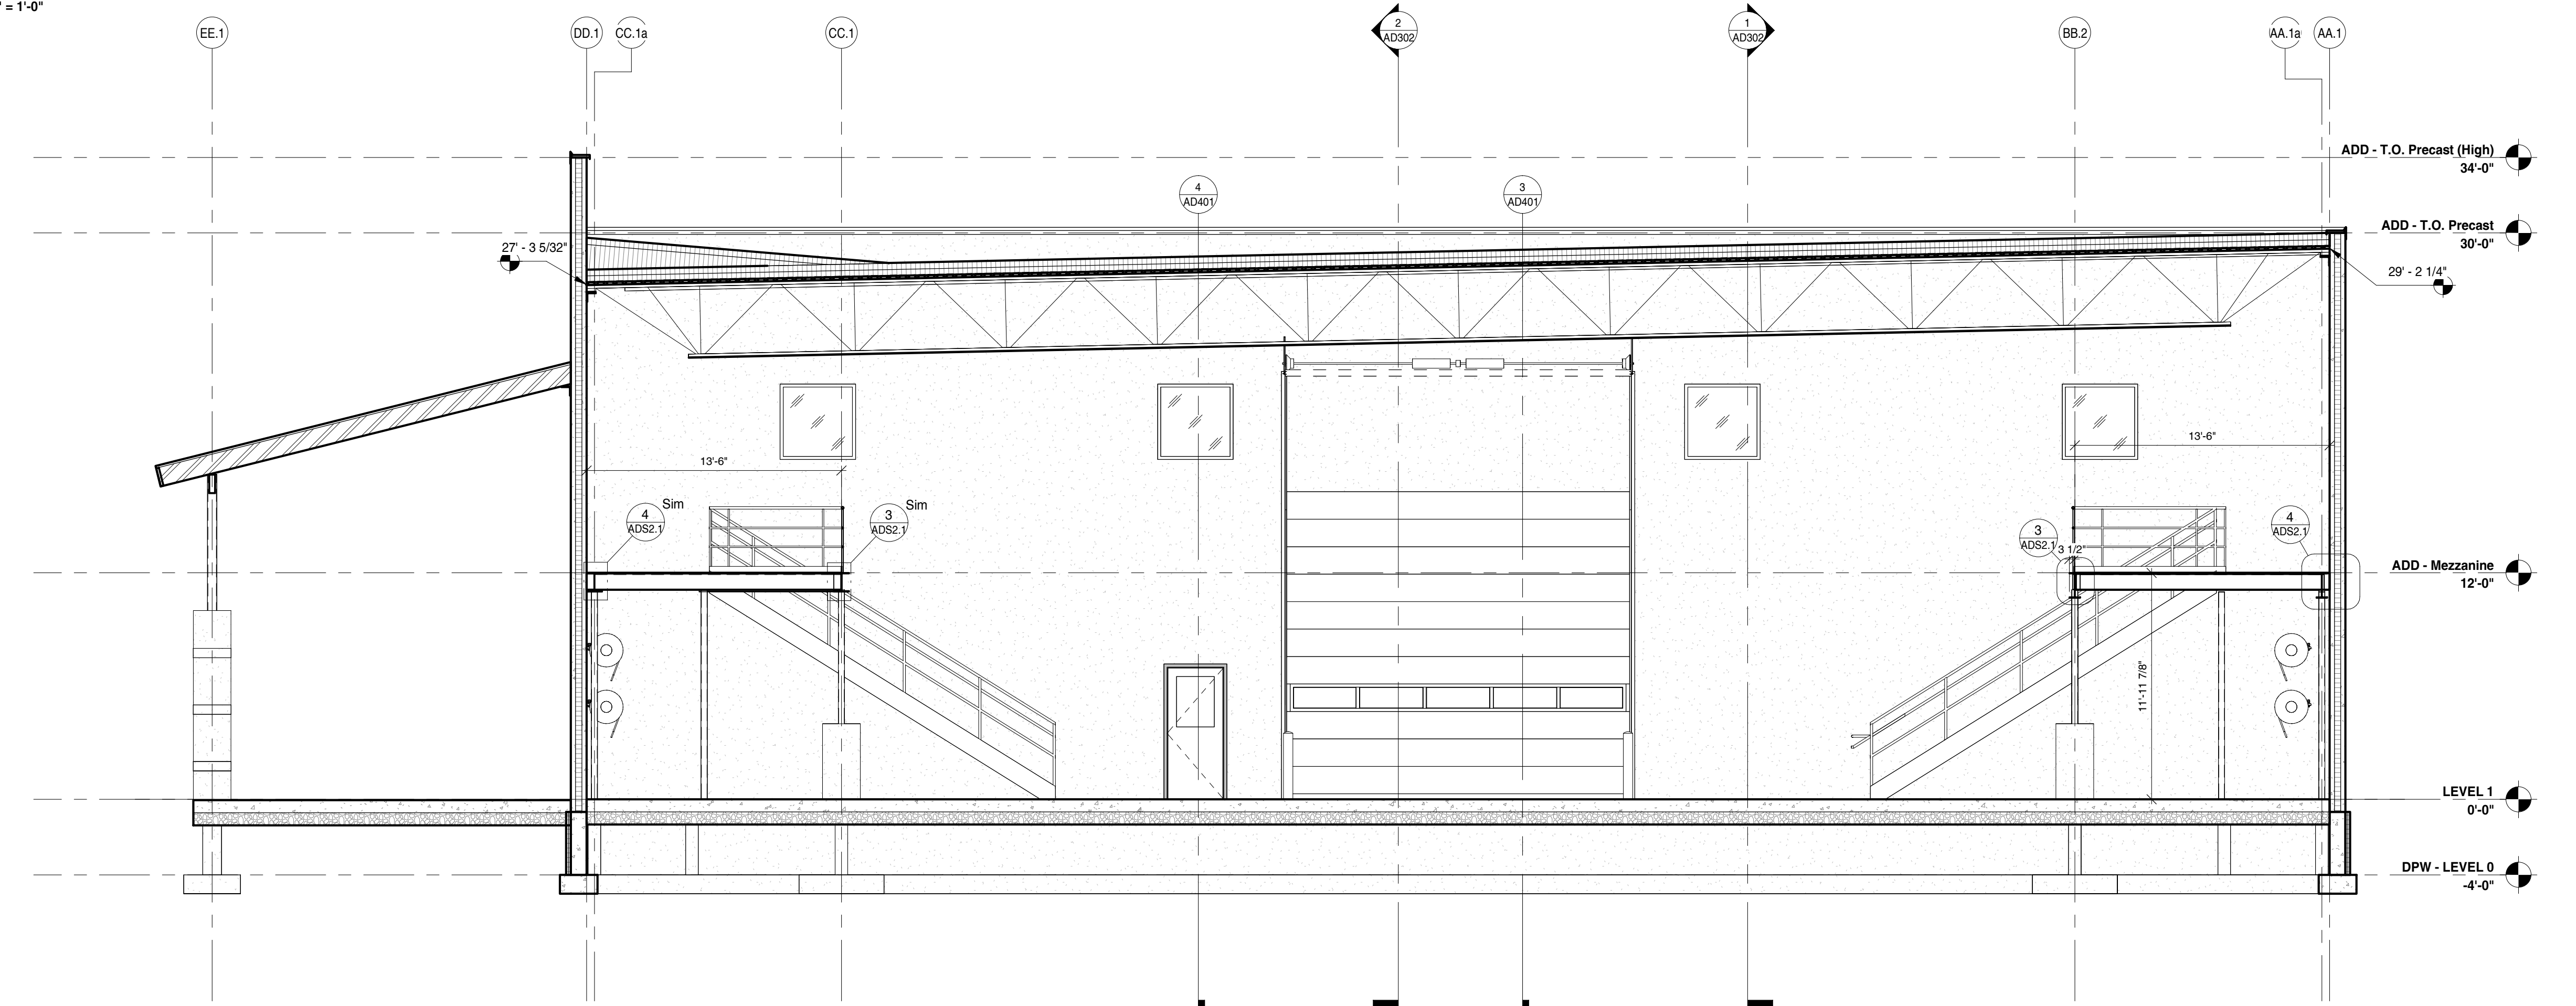 " = 1'-0"
EE.1
DD.1
CC.1a
CC.1
2
AD302
1
AD302
BB.2
AA.1a
AA.1
ADD - T.O. Precast (High)
34'-0"
4
AD401
3
AD401
ADD - T.O. Precast
30'-0"
27' - 3 5/32"
29' - 2 1/4"
13'-6"
13'-6"
4
ADS2.1
Sim
3
ADS2.1
Sim
3
ADS2.1
3 1/2"
4
ADS2.1
ADD - Mezzanine
12'-0"
11'-11 7/8"
LEVEL 1
0'-0"
DPW - LEVEL 0
-4'-0"